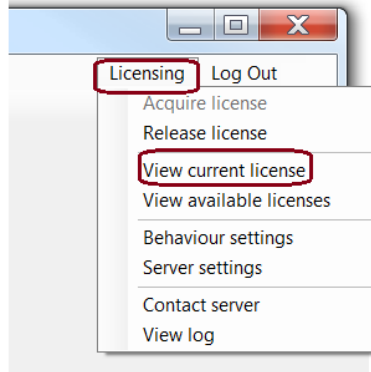 Licensing Log Out
Acquire license
Release license
View current license
View available licenses
Behaviour settings
Server settings
Contact server
View log